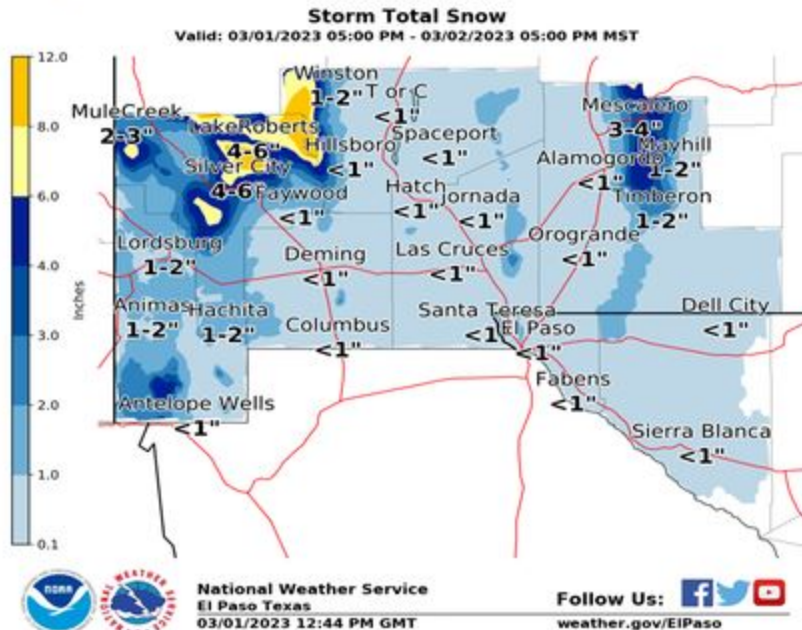 Storm Total Snow
Valid: 03/01/2023 05:00 PM - 03/02/2023 05:00 PM MST
12.0
8.0
6.0
4.0
3.0
2.0
1.0
0.1
Inches
Winston
1-2"
T or C
<1"
MuleCreek
2-3"
LakeRoberts
4-6"
Hillsboro
<1"
Spaceport
<1"
Mescalero
3-4"
Mayhill
1-2"
Silver City
4-6
Faywood
<1"
Hatch
<1"
Jornada
<1"
Alamogordo
<1"
Timberon
1-2"
Lordsburg
1-2"
Deming
<1"
Las Cruces
<1"
Orogrande
<1"
Animas
1-2"
Hachita
1-2"
Columbus
<1"
Santa Teresa
<1
El Paso
<1"
Dell City
<1"
Antelope Wells
<1"
Fabens
<1"
Sierra Blanca
<1"
NOAA
National Weather Service
El Paso Texas
03/01/2023 12:44 PM GMT
Follow Us:
weather.gov/ElPaso